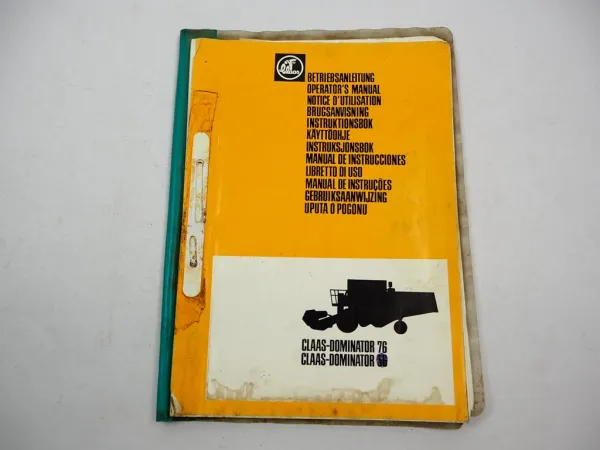 CLAAS
BETRIEBSANLEITUNG
OPERATOR'S MANUAL
NOTICE D'UTILISATION
BRUGSANVISNING
INSTRUKTIONSBOK
KÄYTTÖOHJE
INSTRUKSJONSBOK
MANUAL DE INSTRUCCIONES
LIBRETTO DI USO
MANUAL DE INSTRUÇÕES
GEBRUIKSAANWIJZING
UPUTA O POGONU
CLAAS-DOMINATOR 76
CLAAS-DOMINATOR